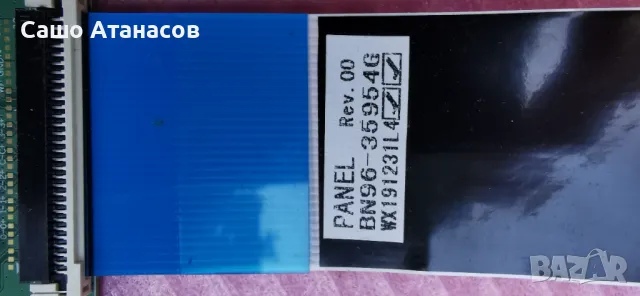 Сашо Атанасов
PANEL Rev. 00
BN96-35954G
WX191231L4
BAZAR